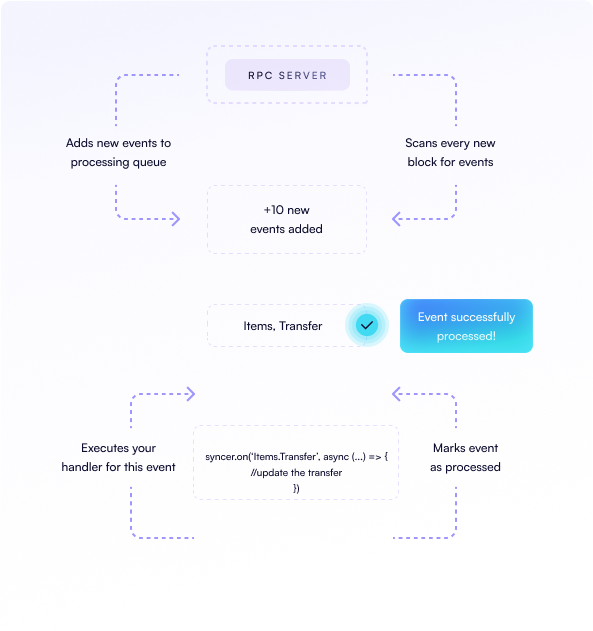 RPC SERVER
Adds new events to
processing queue
Scans every new
block for events
+10 new
events added
Items, Transfer
Event successfully
processed!
Executes your
handler for this event
syncer.on(‘Items.Transfer’, async (...) => {
//update the transfer
})
Marks event
as processed